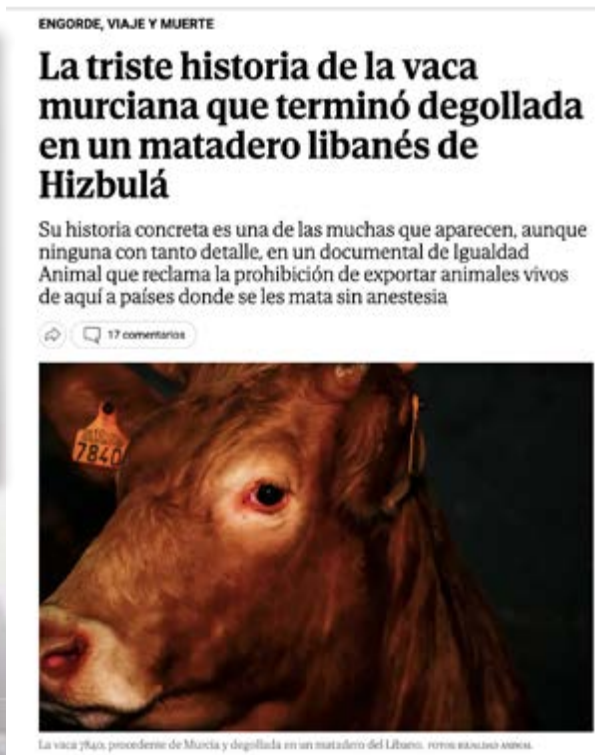 ENGORDE, VIAJE Y MUERTE
La triste historia de la vaca
murciana que terminó degollada
en un matadero libanés de
Hizbulá
Su historia concreta es una de las muchas que aparecen, aunque
ninguna con tanto detalle, en un documental de Igualdad
Animal que reclama la prohibición de exportar animales vivos
de aquí a países donde se les mata sin anestesia
17 comentarios
7840
La vaca 7840, procedente de Murcia y degollada en un matadero del Líbano. FOTOS: IGUALDAD ANIMAL